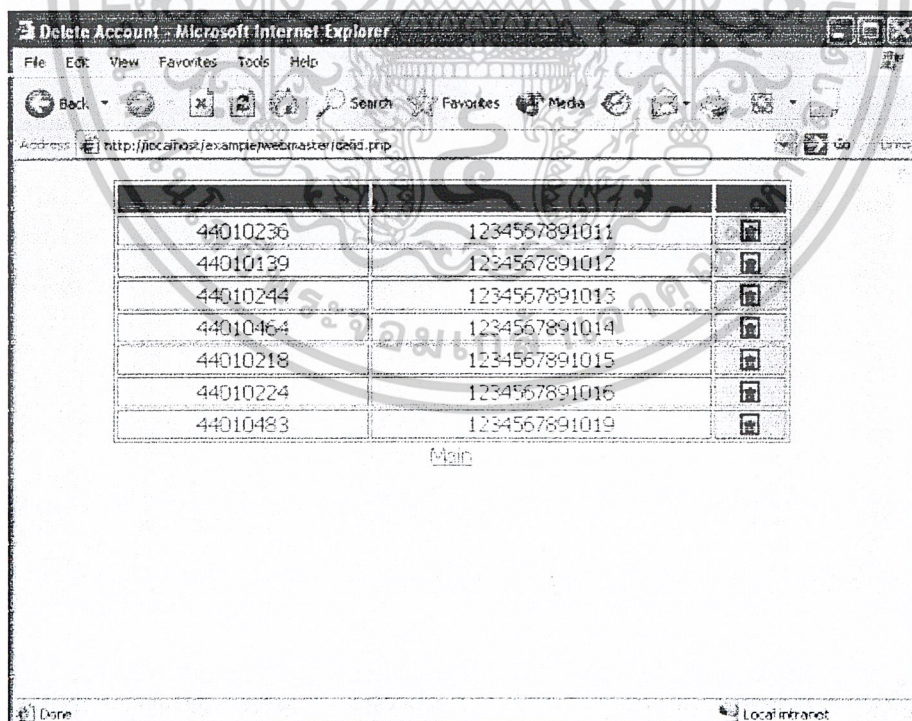 Delete Account - Microsoft Internet Explorer
File Edit View Favorites Tools Help
Back Search Favorites Media
Address http://localhost/example/webmaster/delid.php Go Links
44010236 1234567891011
44010139 1234567891012
44010244 1234567891013
44010464 1234567891014
44010218 1234567891015
44010224 1234567891016
44010483 1234567891019
Main
Done Local intranet